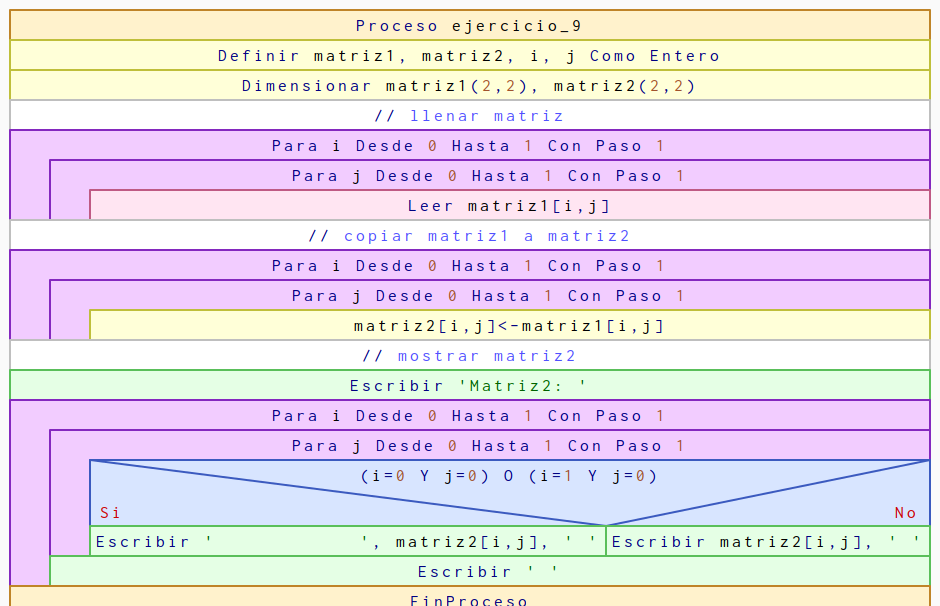 Proceso ejercicio_9
Definir matriz1, matriz2, i, j Como Entero
Dimensionar matriz1(2,2), matriz2(2,2)
// llenar matriz
Para i Desde 0 Hasta 1 Con Paso 1
Para j Desde 0 Hasta 1 Con Paso 1
Leer matriz1[i,j]
// copiar matriz1 a matriz2
Para i Desde 0 Hasta 1 Con Paso 1
Para j Desde 0 Hasta 1 Con Paso 1
matriz2[i,j]<-matriz1[i,j]
// mostrar matriz2
Escribir 'Matriz2: '
Para i Desde 0 Hasta 1 Con Paso 1
Para j Desde 0 Hasta 1 Con Paso 1
(i=0 Y j=0) O (i=1 Y j=0)
Si No
Escribir '            ', matriz2[i,j], ' ' Escribir matriz2[i,j], ' '
Escribir ' '
FinProceso